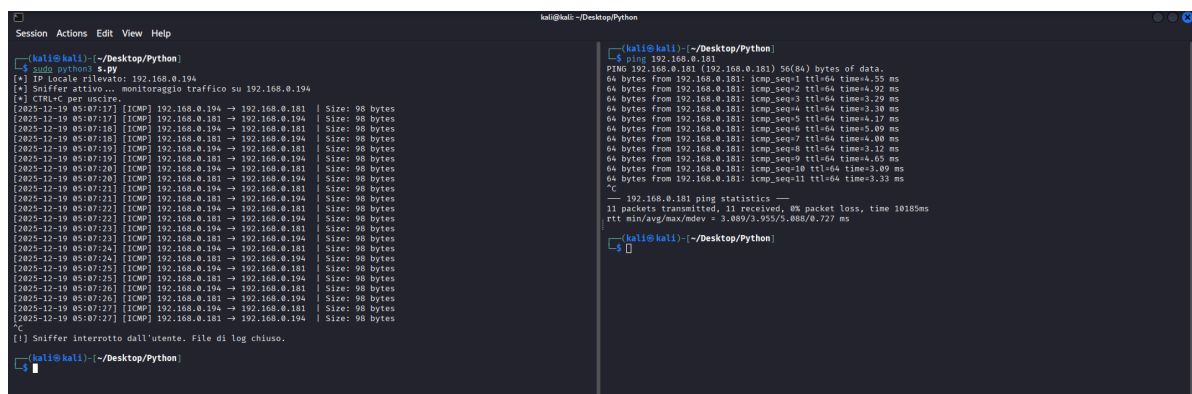 kali@kali: ~/Desktop/Python
Session Actions Edit View Help
┌──(kali㉿kali)-[~/Desktop/Python]
└─$ sudo python3 s.py
[*] IP Locale rilevato: 192.168.0.194
[*] Sniffer attivo... monitoraggio traffico su 192.168.0.194
[*] CTRL+C per uscire.
[2025-12-19 05:07:17] [ICMP] 192.168.0.194 → 192.168.0.181 | Size: 98 bytes
[2025-12-19 05:07:17] [ICMP] 192.168.0.181 → 192.168.0.194 | Size: 98 bytes
[2025-12-19 05:07:18] [ICMP] 192.168.0.194 → 192.168.0.181 | Size: 98 bytes
[2025-12-19 05:07:18] [ICMP] 192.168.0.181 → 192.168.0.194 | Size: 98 bytes
[2025-12-19 05:07:19] [ICMP] 192.168.0.194 → 192.168.0.181 | Size: 98 bytes
[2025-12-19 05:07:19] [ICMP] 192.168.0.181 → 192.168.0.194 | Size: 98 bytes
[2025-12-19 05:07:20] [ICMP] 192.168.0.194 → 192.168.0.181 | Size: 98 bytes
[2025-12-19 05:07:20] [ICMP] 192.168.0.181 → 192.168.0.194 | Size: 98 bytes
[2025-12-19 05:07:21] [ICMP] 192.168.0.194 → 192.168.0.181 | Size: 98 bytes
[2025-12-19 05:07:21] [ICMP] 192.168.0.181 → 192.168.0.194 | Size: 98 bytes
[2025-12-19 05:07:22] [ICMP] 192.168.0.194 → 192.168.0.181 | Size: 98 bytes
[2025-12-19 05:07:22] [ICMP] 192.168.0.181 → 192.168.0.194 | Size: 98 bytes
[2025-12-19 05:07:23] [ICMP] 192.168.0.194 → 192.168.0.181 | Size: 98 bytes
[2025-12-19 05:07:23] [ICMP] 192.168.0.181 → 192.168.0.194 | Size: 98 bytes
[2025-12-19 05:07:24] [ICMP] 192.168.0.194 → 192.168.0.181 | Size: 98 bytes
[2025-12-19 05:07:24] [ICMP] 192.168.0.181 → 192.168.0.194 | Size: 98 bytes
[2025-12-19 05:07:25] [ICMP] 192.168.0.194 → 192.168.0.181 | Size: 98 bytes
[2025-12-19 05:07:25] [ICMP] 192.168.0.181 → 192.168.0.194 | Size: 98 bytes
[2025-12-19 05:07:26] [ICMP] 192.168.0.194 → 192.168.0.181 | Size: 98 bytes
[2025-12-19 05:07:26] [ICMP] 192.168.0.181 → 192.168.0.194 | Size: 98 bytes
[2025-12-19 05:07:27] [ICMP] 192.168.0.194 → 192.168.0.181 | Size: 98 bytes
[2025-12-19 05:07:27] [ICMP] 192.168.0.181 → 192.168.0.194 | Size: 98 bytes
^C
[!] Sniffer interrotto dall'utente. File di log chiuso.
┌──(kali㉿kali)-[~/Desktop/Python]
└─$
┌──(kali㉿kali)-[~/Desktop/Python]
└─$ ping 192.168.0.181
PING 192.168.0.181 (192.168.0.181) 56(84) bytes of data.
64 bytes from 192.168.0.181: icmp_seq=1 ttl=64 time=4.55 ms
64 bytes from 192.168.0.181: icmp_seq=2 ttl=64 time=4.92 ms
64 bytes from 192.168.0.181: icmp_seq=3 ttl=64 time=3.29 ms
64 bytes from 192.168.0.181: icmp_seq=4 ttl=64 time=3.30 ms
64 bytes from 192.168.0.181: icmp_seq=5 ttl=64 time=4.17 ms
64 bytes from 192.168.0.181: icmp_seq=6 ttl=64 time=5.09 ms
64 bytes from 192.168.0.181: icmp_seq=7 ttl=64 time=4.00 ms
64 bytes from 192.168.0.181: icmp_seq=8 ttl=64 time=3.12 ms
64 bytes from 192.168.0.181: icmp_seq=9 ttl=64 time=4.65 ms
64 bytes from 192.168.0.181: icmp_seq=10 ttl=64 time=3.09 ms
64 bytes from 192.168.0.181: icmp_seq=11 ttl=64 time=3.33 ms
^C
── 192.168.0.181 ping statistics ──
11 packets transmitted, 11 received, 0% packet loss, time 10185ms
rtt min/avg/max/mdev = 3.089/3.955/5.088/0.727 ms
┌──(kali㉿kali)-[~/Desktop/Python]
└─$